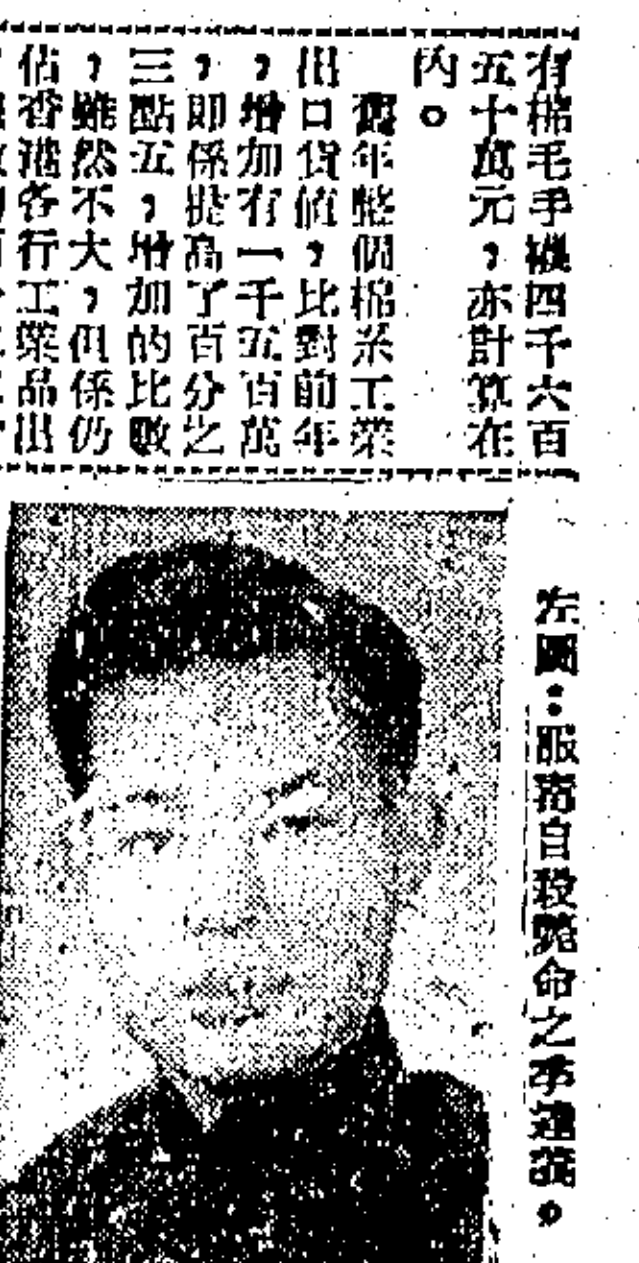 有棉毛手襪四千六百
五十萬元，亦計算在
內。
舊年整個棉系工業
出口貨值，比對前年
，增加有一千五百萬
，即係提高了百分之
三點五，增加的比數
，雖然不大，但係仍
佔香港各行工業品出
左圖：服毒自殺斃命之李達議。